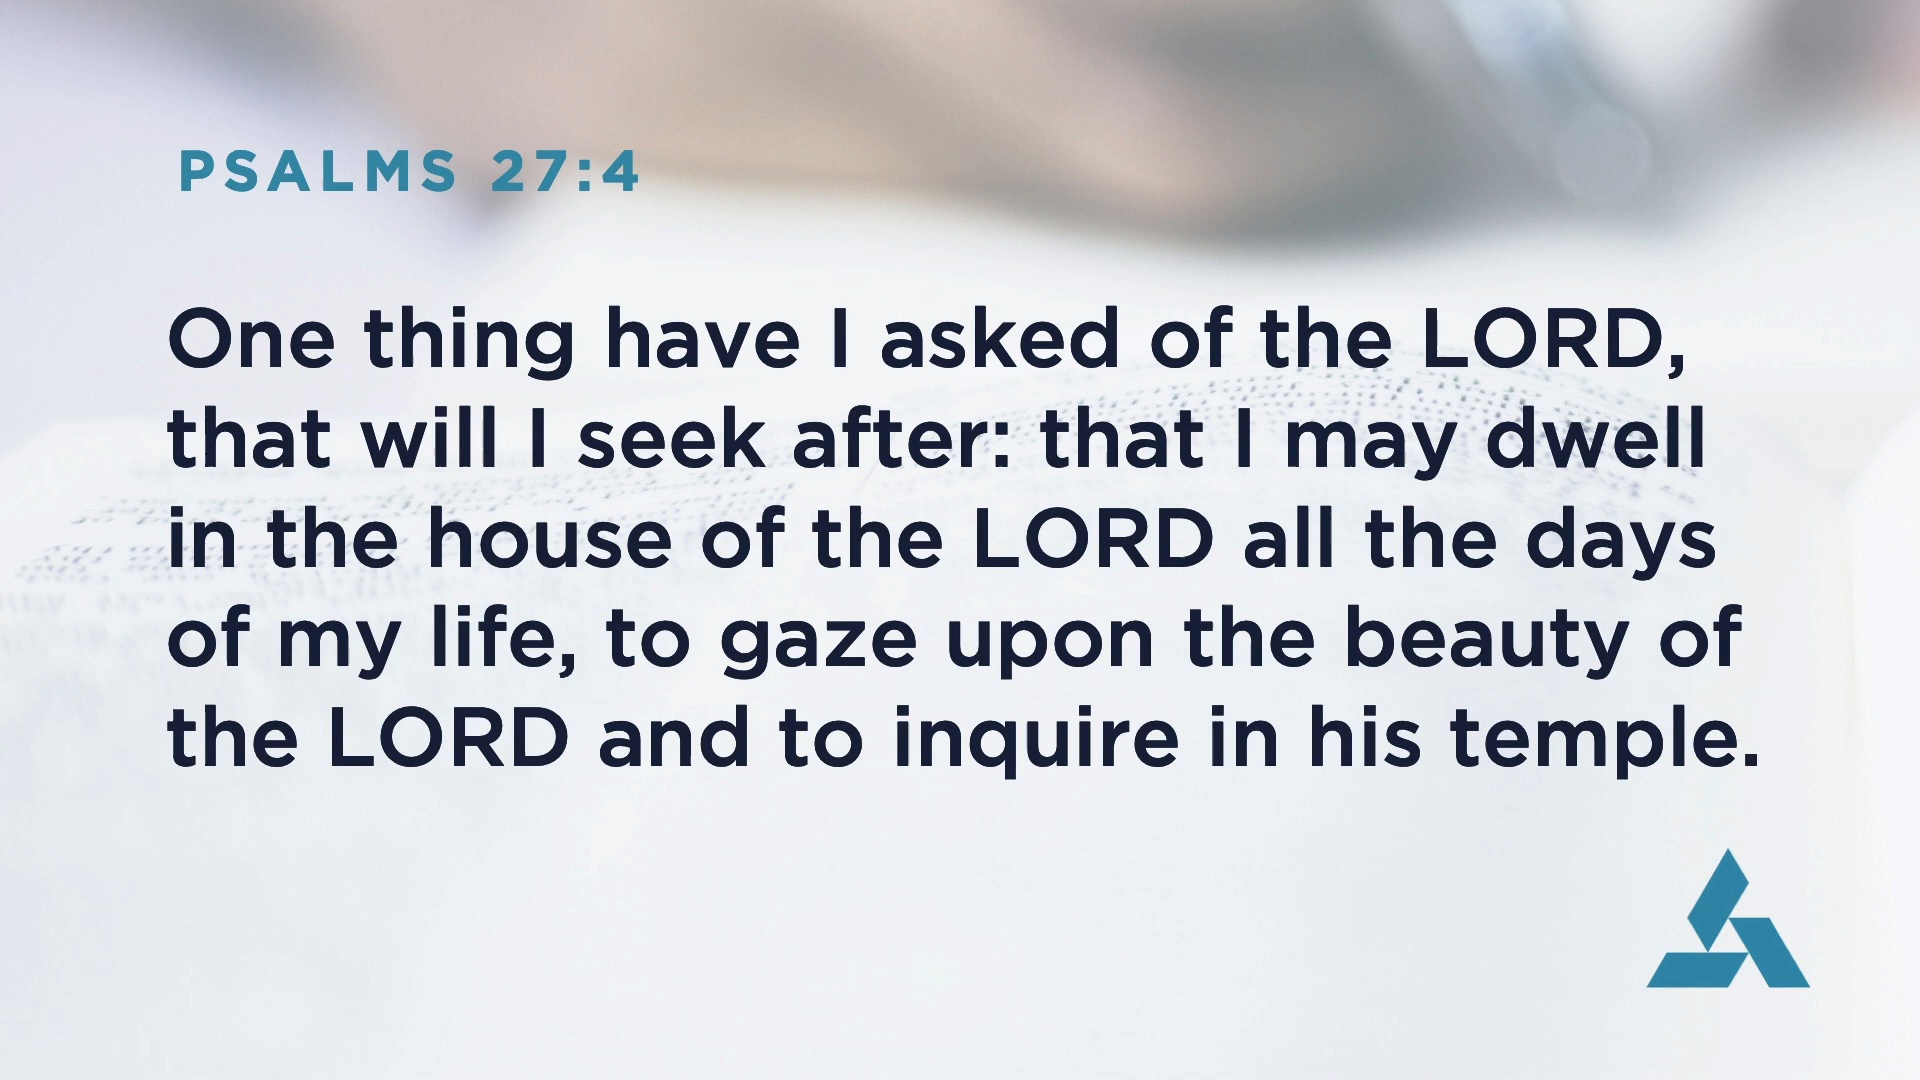 PSALMS 27:4
One thing have I asked of the LORD,
that will I seek after: that I may dwell
in the house of the LORD all the days
of my life, to gaze upon the beauty of
the LORD and to inquire in his temple.